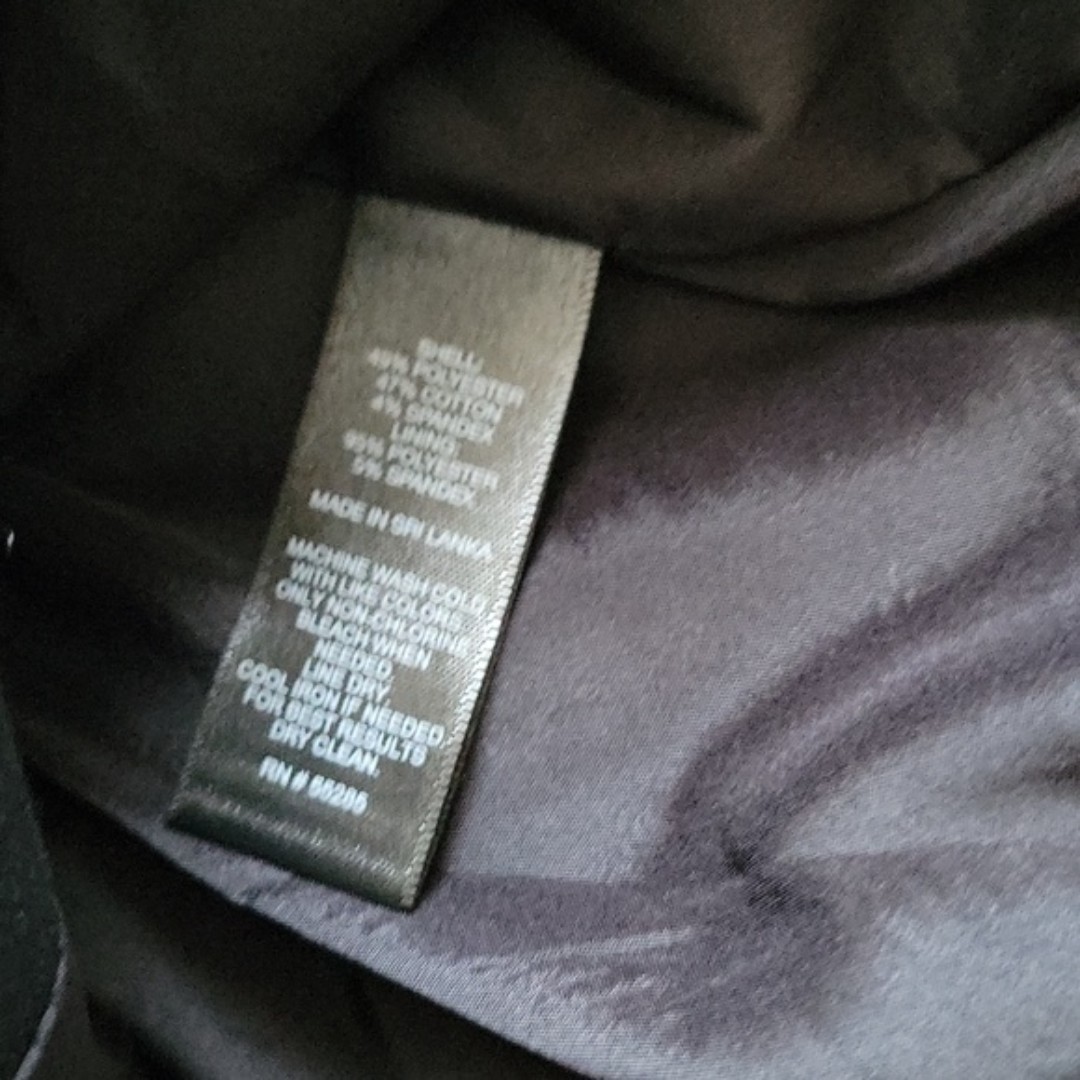 SHELL:
49% POLYESTER
47% COTTON
4% SPANDEX
LINING:
95% POLYESTER
5% SPANDEX
MADE IN SRI LANKA
MACHINE WASH COLD
WITH LIKE COLORS.
ONLY NON-CHLORINE
BLEACH WHEN
NEEDED.
LINE DRY.
COOL IRON IF NEEDED.
FOR BEST RESULTS
DRY CLEAN.
RN #